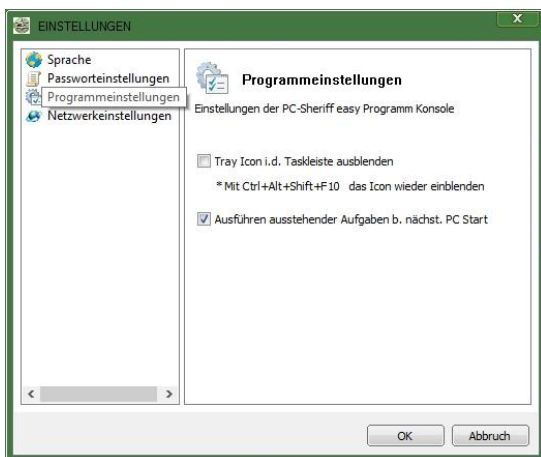 EINSTELLUNGEN
X
Sprache
Passworteinstellungen
Programmeinstellungen
Netzwerkeinstellungen
Programmeinstellungen
Einstellungen der PC-Sheriff easy Programm Konsole
Tray Icon i.d. Taskleiste ausblenden
* Mit Ctrl+Alt+Shift+F10 das Icon wieder einblenden
Ausführen ausstehender Aufgaben b. nächst. PC Start
OK Abbruch